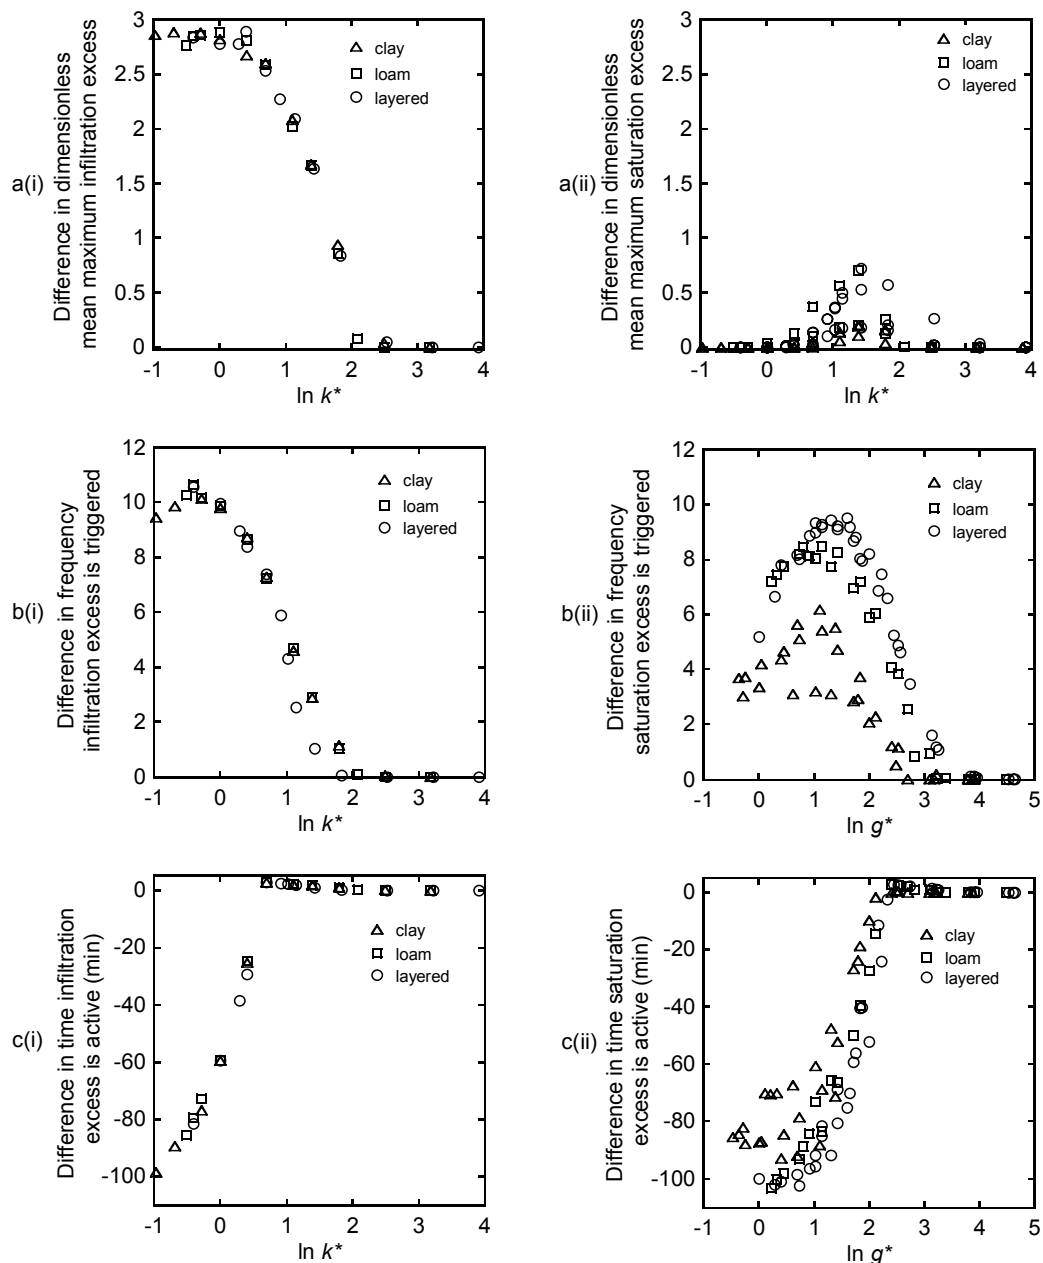 a(i)
Difference in dimensionless
mean maximum infiltration excess
3
2.5
2
1.5
1
0.5
0
-1 0 1 2 3 4
ln k*
clay
loam
layered
a(ii)
Difference in dimensionless
mean maximum saturation excess
3
2.5
2
1.5
1
0.5
0
-1 0 1 2 3 4
ln k*
clay
loam
layered
b(i)
Difference in frequency
infiltration excess is triggered
12
10
8
6
4
2
0
-1 0 1 2 3 4
ln k*
clay
loam
layered
b(ii)
Difference in frequency
saturation excess is triggered
12
10
8
6
4
2
0
-1 0 1 2 3 4 5
ln g*
clay
loam
layered
c(i)
Difference in time infiltration
excess is active (min)
0
-20
-40
-60
-80
-100
-1 0 1 2 3 4
ln k*
clay
loam
layered
c(ii)
Difference in time saturation
excess is active (min)
0
-20
-40
-60
-80
-100
-1 0 1 2 3 4 5
ln g*
clay
loam
layered